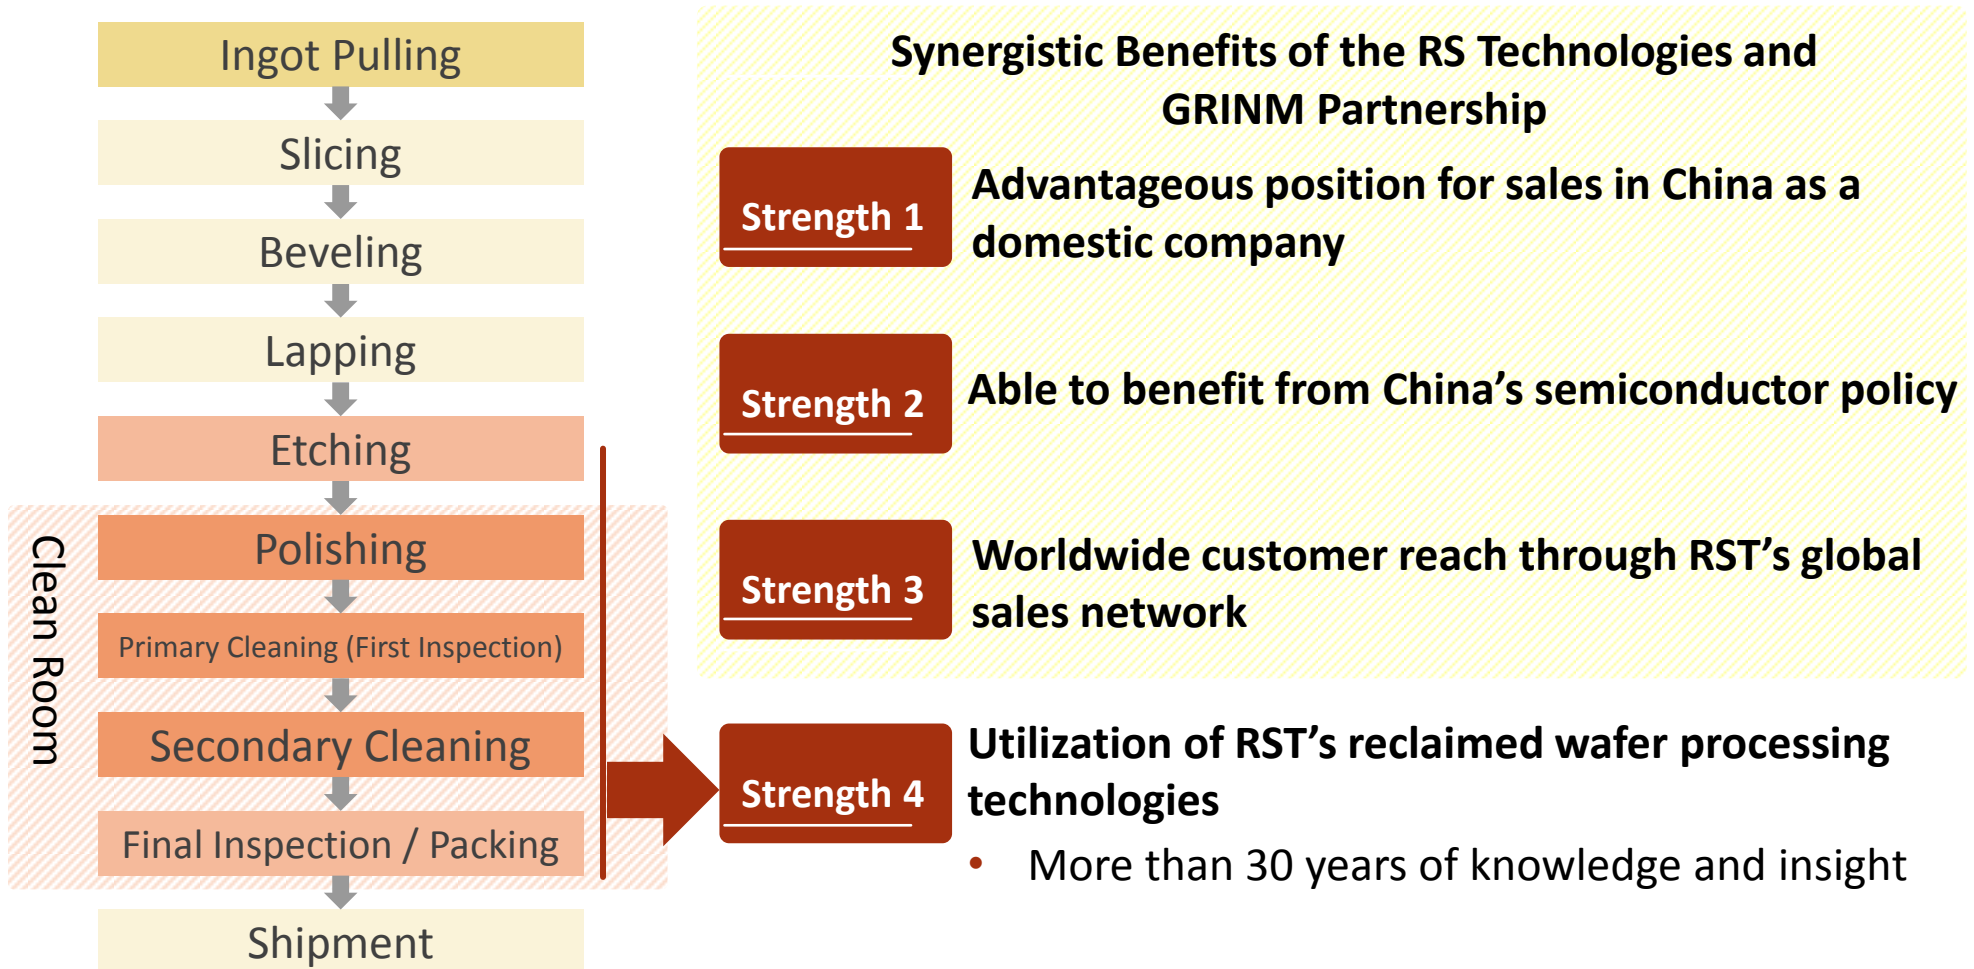 Ingot Pulling
Slicing
Beveling
Lapping
Etching
Clean Room
Polishing
Primary Cleaning (First Inspection)
Secondary Cleaning
Final Inspection / Packing
Shipment
Synergistic Benefits of the RS Technologies and
GRINM Partnership
Strength 1
Advantageous position for sales in China as a
domestic company
Strength 2
Able to benefit from China’s semiconductor policy
Strength 3
Worldwide customer reach through RST’s global
sales network
Strength 4
Utilization of RST’s reclaimed wafer processing
technologies
• More than 30 years of knowledge and insight